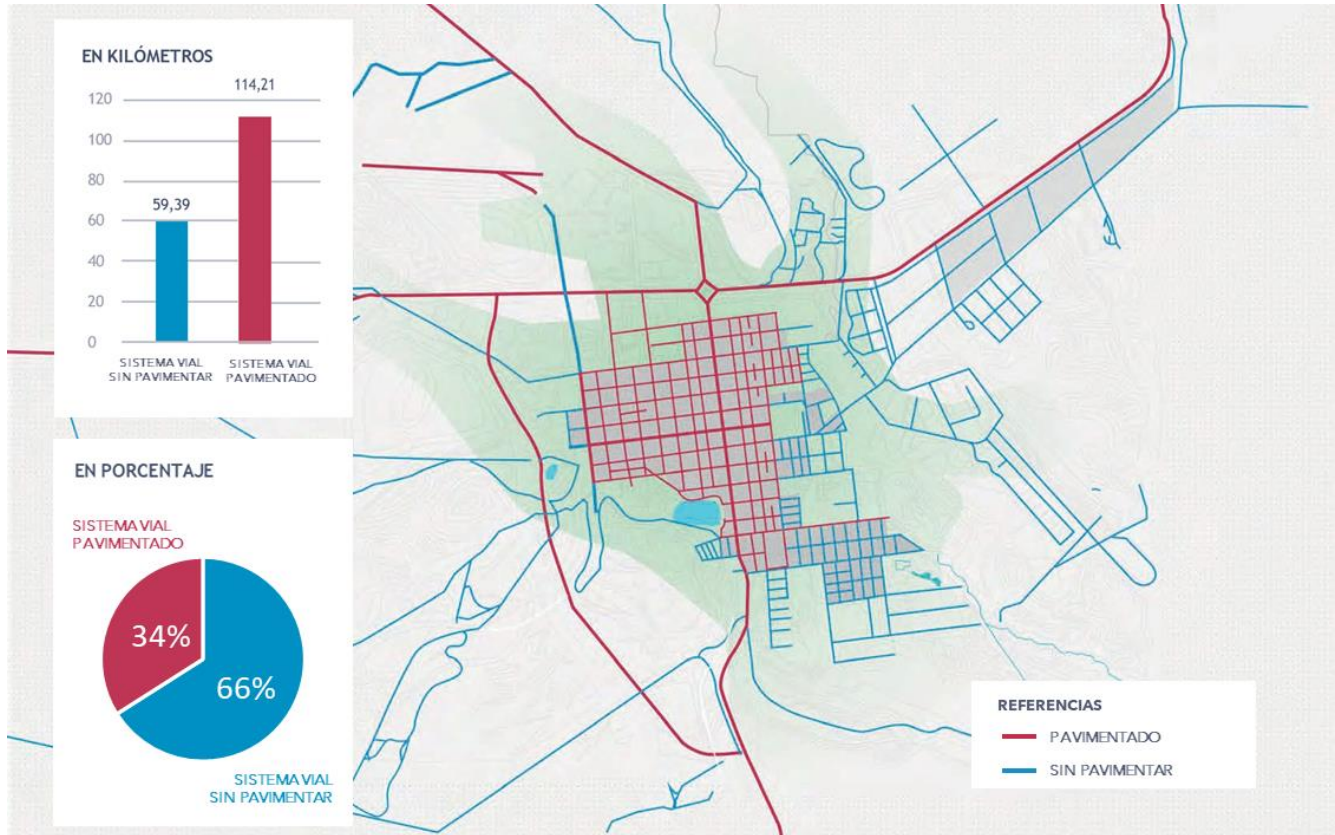 EN KILÓMETROS
114,21
120
100
80
59,39
60
40
20
0
SISTEMA VIAL
SIN PAVIMENTAR
SISTEMA VIAL
PAVIMENTADO
EN PORCENTAJE
SISTEMA VIAL
PAVIMENTADO
34%
66%
SISTEMA VIAL
SIN PAVIMENTAR
REFERENCIAS
PAVIMENTADO
SIN PAVIMENTAR